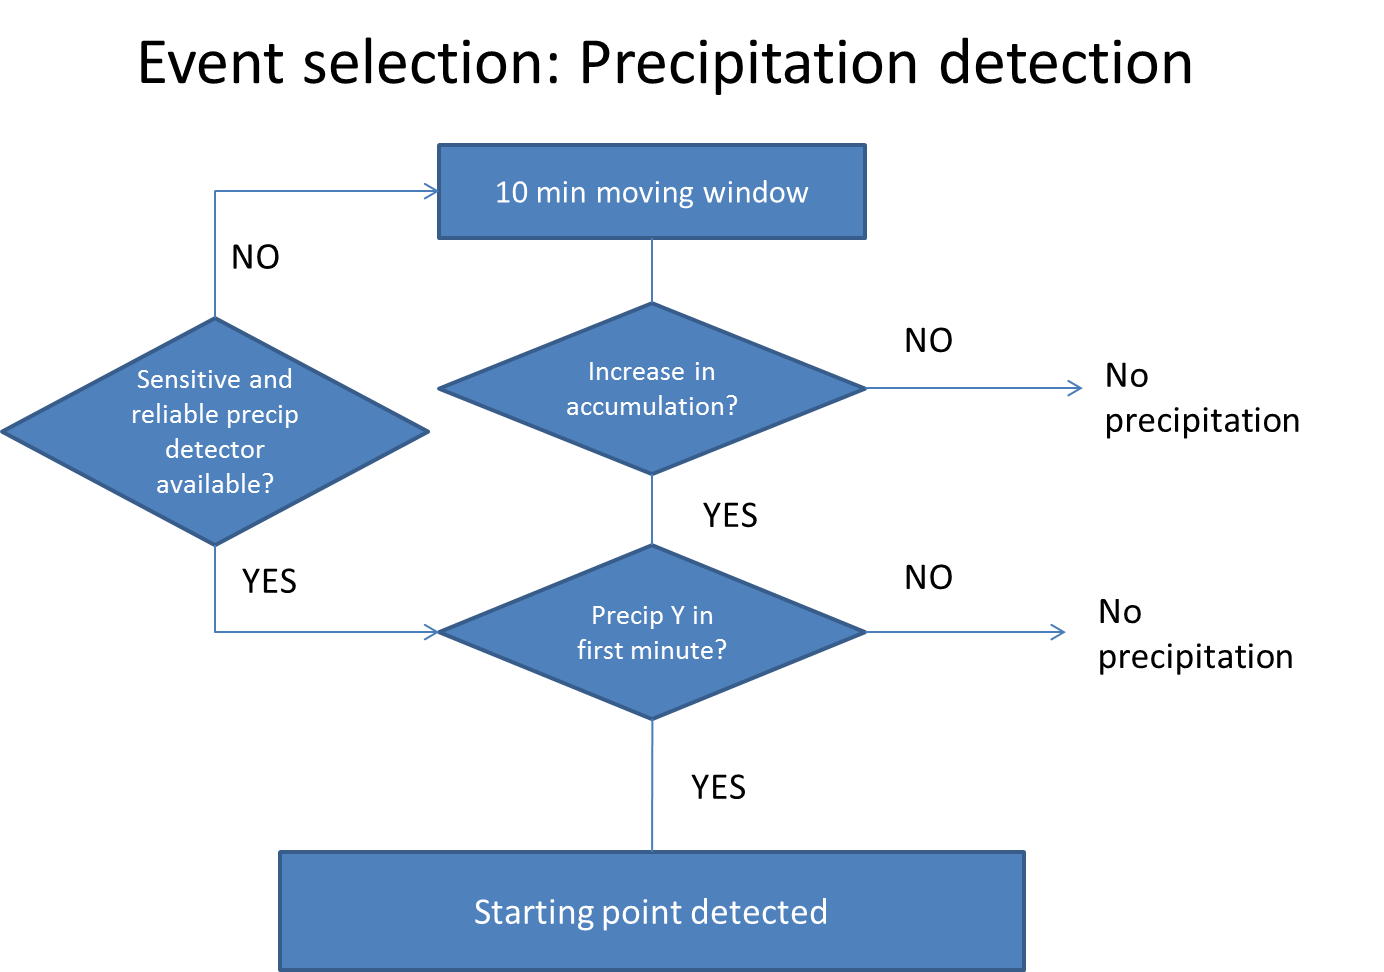 Event selection: Precipitation detection
10 min moving window
NO
Sensitive and
reliable precip
detector
available?
YES
Increase in
accumulation?
NO
No
precipitation
YES
Precip Y in
first minute?
NO
No
precipitation
YES
Starting point detected